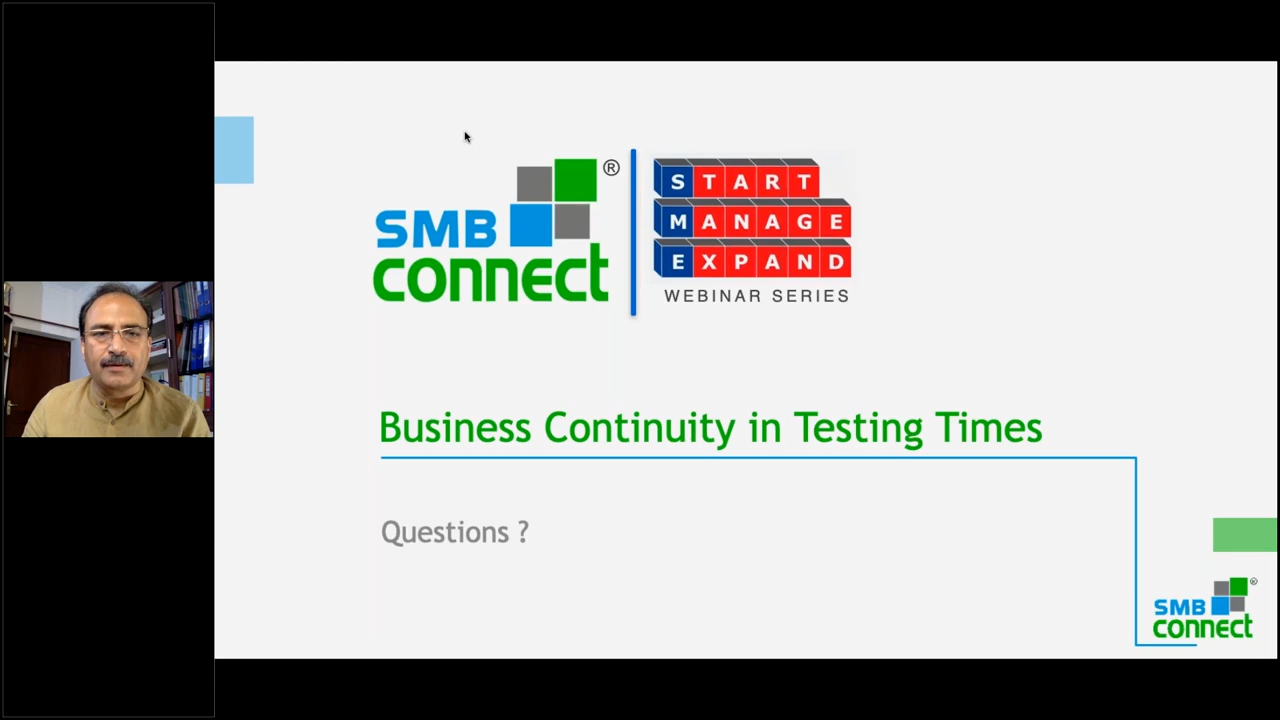 SMB
connect
®
START
MANAGE
EXPAND
WEBINAR SERIES
Business Continuity in Testing Times
Questions ?
SMB
connect
®